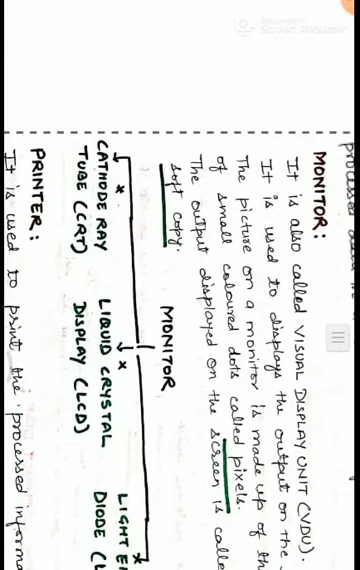 MONITOR:
It is also called VISUAL DISPLAY UNIT (VDU).
It is used to displays the output on the
The picture on a monitor is made up of
of small coloured dots called pixels.
The output displayed on the screen is
soft copy.
MONITOR
CATHODE RAY
TUBE (CRT)
LIQUID CRYSTAL
DISPLAY (LCD)
LIGHT
DIODE
PRINTER:
It is used to print the processed
Screen Recorder